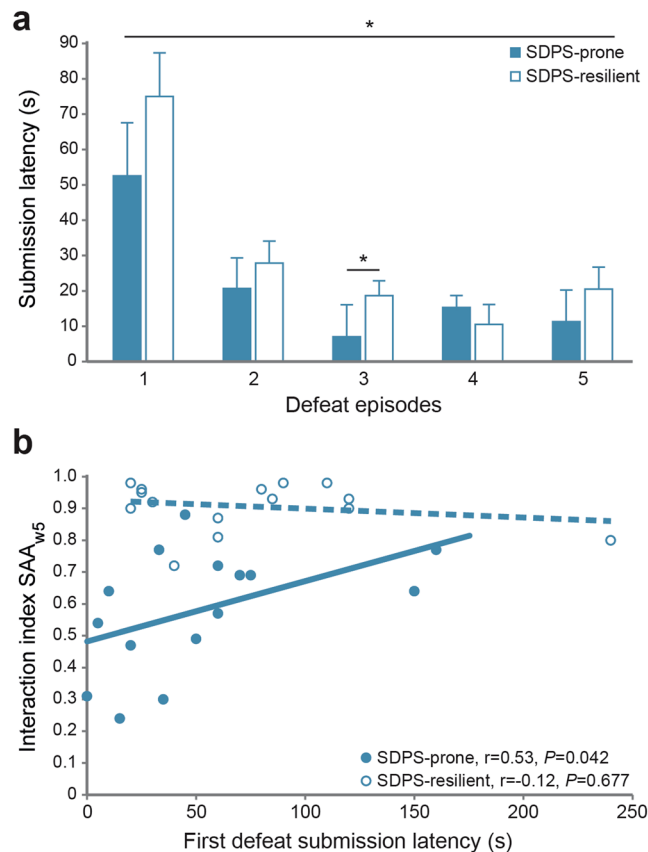 a
*
SDPS-prone
SDPS-resilient
Submission latency (s)
90
80
70
60
50
40
30
20
10
0
*
1 2 3 4 5
Defeat episodes
b
Interaction index SAAw5
1.0
0.9
0.8
0.7
0.6
0.5
0.4
0.3
0.2
0.1
0
SDPS-prone, r=0.53, P=0.042
SDPS-resilient, r=-0.12, P=0.677
0 50 100 150 200 250
First defeat submission latency (s)